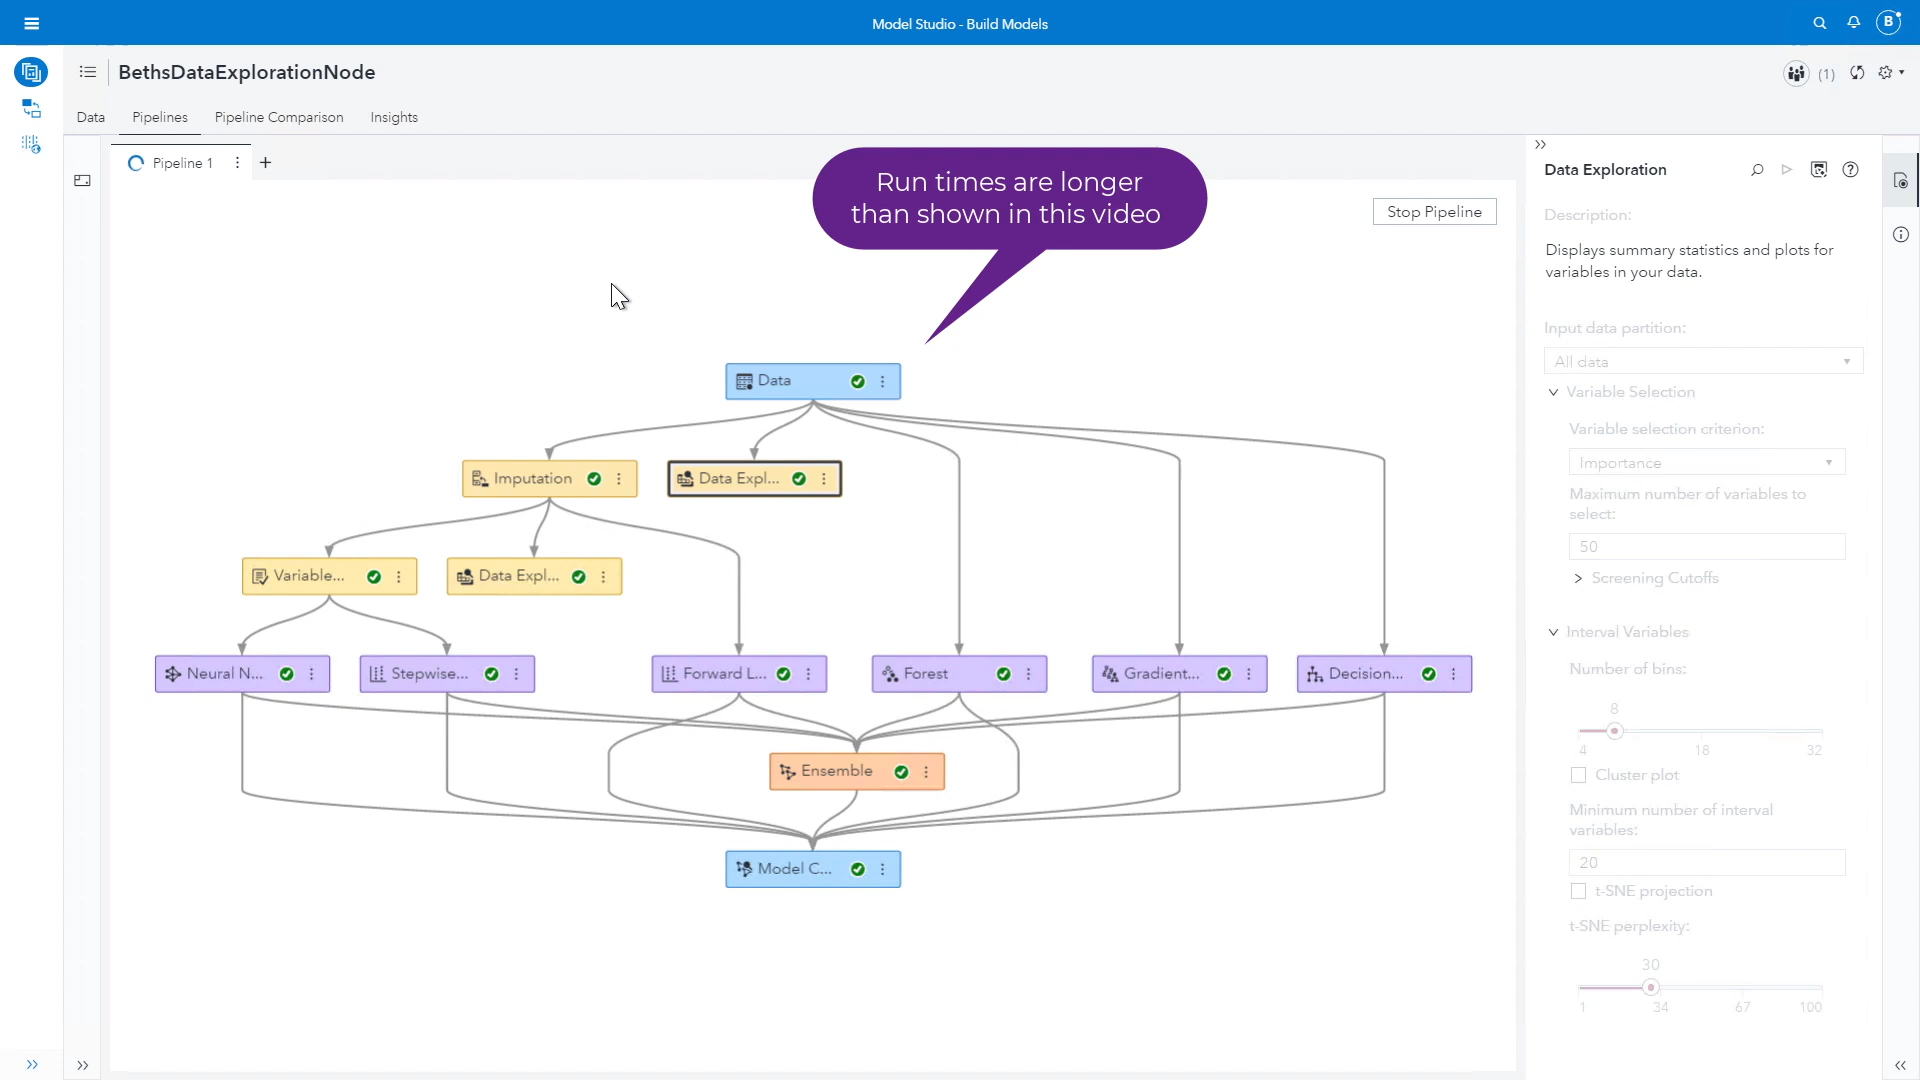 Model Studio - Build Models
B
BethsDataExplorationNode
(1)
Data
Pipelines
Pipeline Comparison
Insights
Pipeline 1
Run times are longer
than shown in this video
Stop Pipeline
Data
Imputation
Data Expl...
Variable...
Data Expl...
Neural N...
Stepwise...
Forward L...
Forest
Gradient...
Decision...
Ensemble
Model C...
Data Exploration
Description:
Displays summary statistics and plots for
variables in your data.
Input data partition:
All data
Variable Selection
Variable selection criterion:
Importance
Maximum number of variables to
select:
50
Screening Cutoffs
Interval Variables
Number of bins:
8
4 18 32
Cluster plot
Minimum number of interval
variables:
20
t-SNE projection
t-SNE perplexity:
30
1 34 67 100